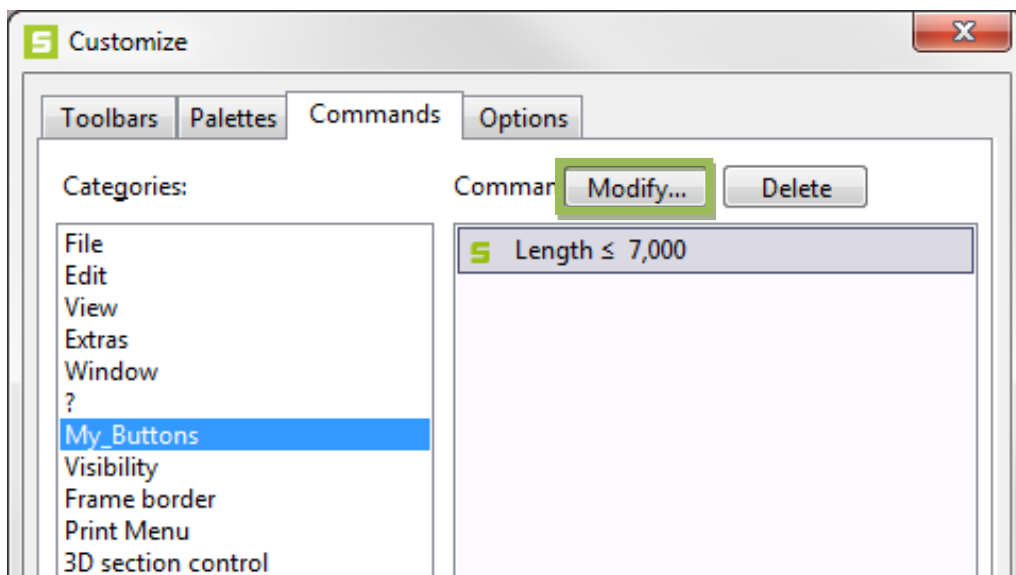 Customize
Toolbars Palettes Commands Options
Categories:
Comman Modify... Delete
File
Edit
View
Extras
Window
?
My_Buttons
Visibility
Frame border
Print Menu
3D section control
Length ≤ 7,000